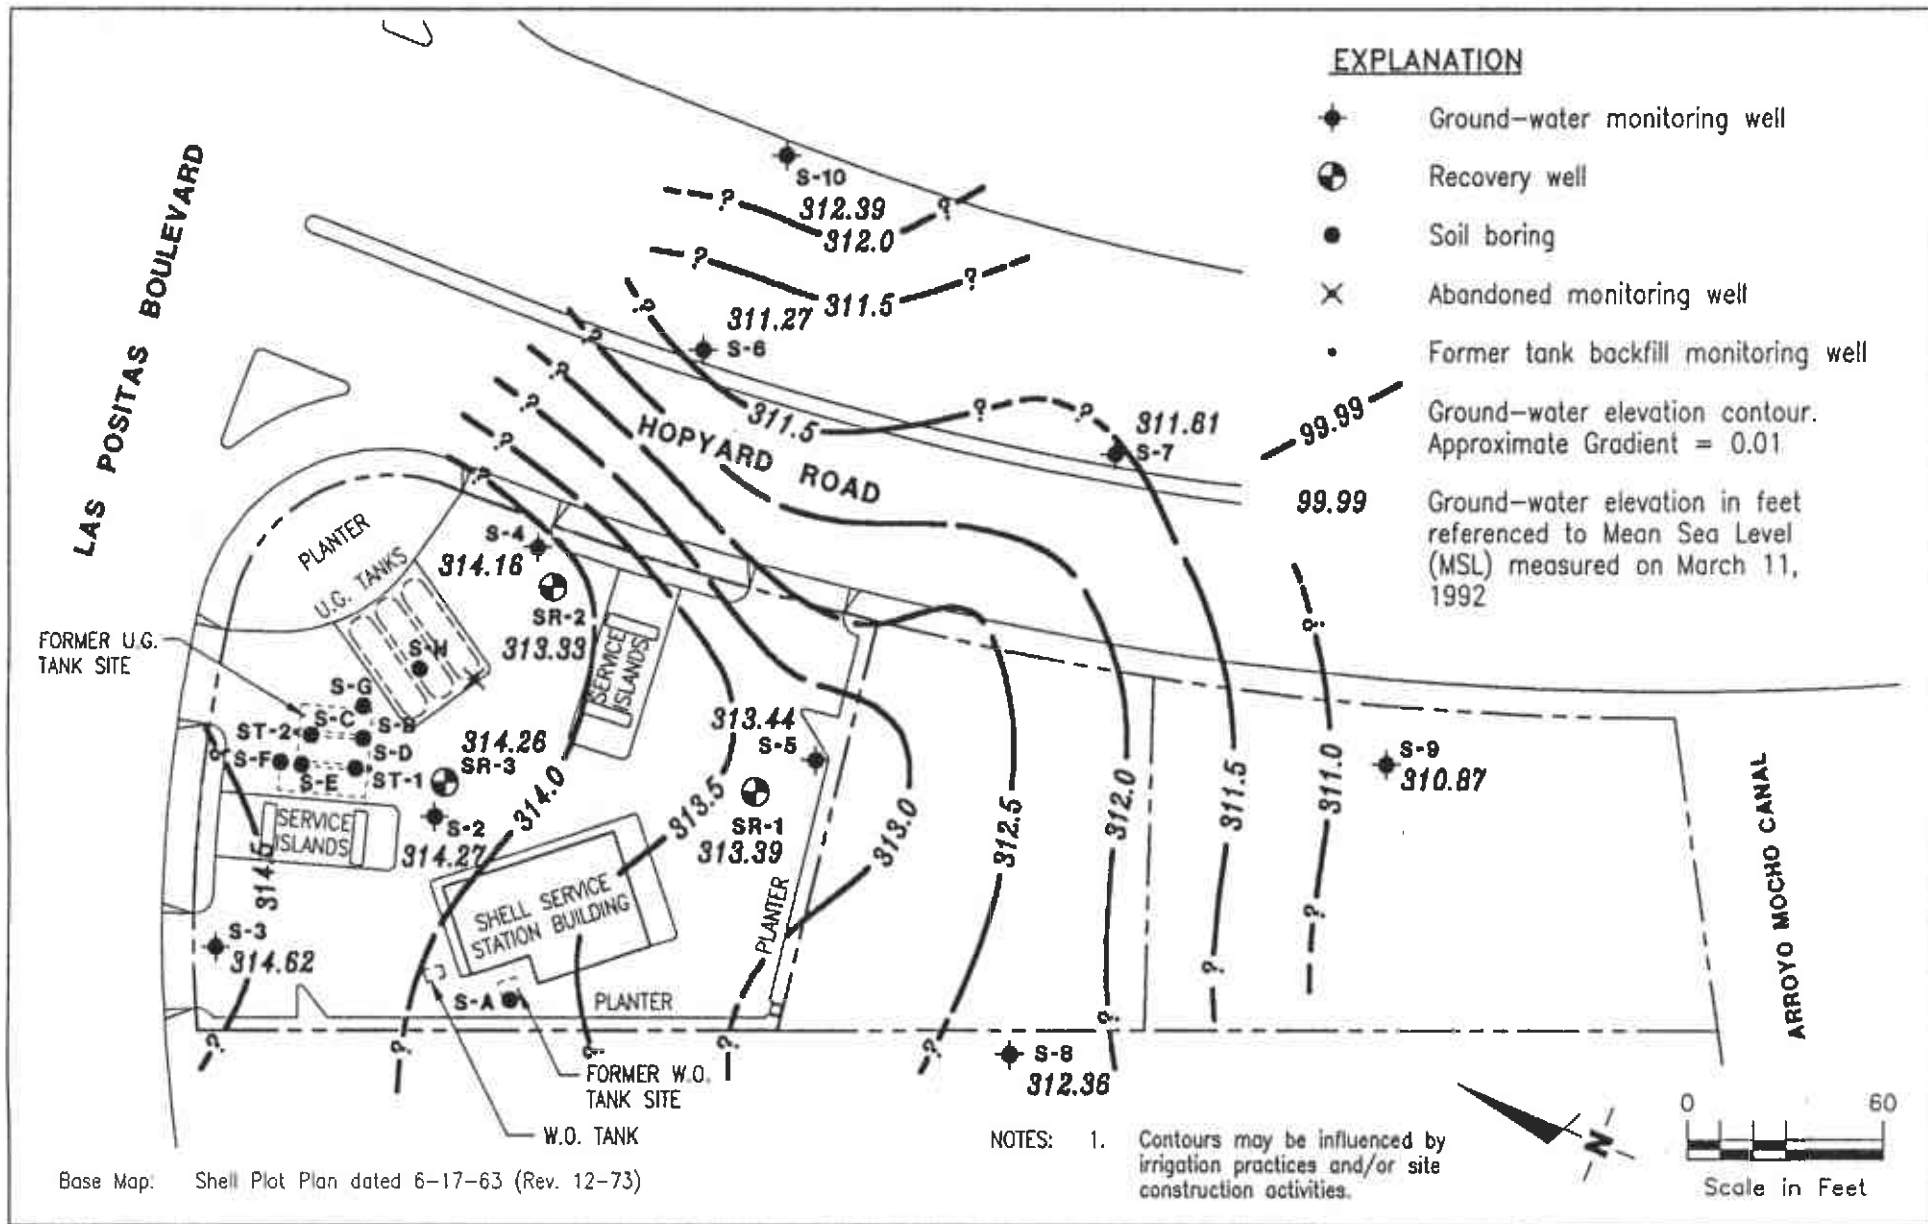 EXPLANATION
Ground-water monitoring well
Recovery well
Soil boring
Abandoned monitoring well
Former tank backfill monitoring well
99.99
Ground-water elevation contour.
Approximate Gradient = 0.01
99.99
Ground-water elevation in feet
referenced to Mean Sea Level
(MSL) measured on March 11,
1992
LAS POSITAS BOULEVARD
HOPYARD ROAD
ARROYO MOCHO CANAL
S-10
312.39
? ?
312.0
? ?
311.5
311.27
S-6
?
311.5
? ?
311.61
S-7
?
?
?
?
?
PLANTER
U.G. TANKS
S-4
314.16
SR-2
313.33
SERVICE
ISLANDS
FORMER U.G.
TANK SITE
S-H
S-G
S-C
S-B
ST-2
S-D
S-F
S-E
ST-1
314.26
SR-3
S-2
314.27
SERVICE
ISLANDS
?
314.5
314.0
313.5
313.44
S-5
SR-1
313.39
313.0
312.5
312.0
311.5
311.0
?
S-9
310.87
S-3
314.62
SHELL SERVICE
STATION BUILDING
PLANTER
S-A
PLANTER
? ?
? ? ? ? ? ?
?
S-8
312.36
FORMER W.O.
TANK SITE
W.O. TANK
NOTES: 1. Contours may be influenced by
irrigation practices and/or site
construction activities.
N
0 60
Scale in Feet
Base Map: Shell Plot Plan dated 6-17-63 (Rev. 12-73)